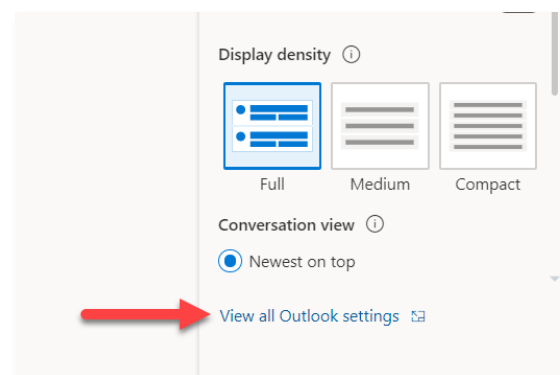 Display density
Full Medium Compact
Conversation view
Newest on top
View all Outlook settings